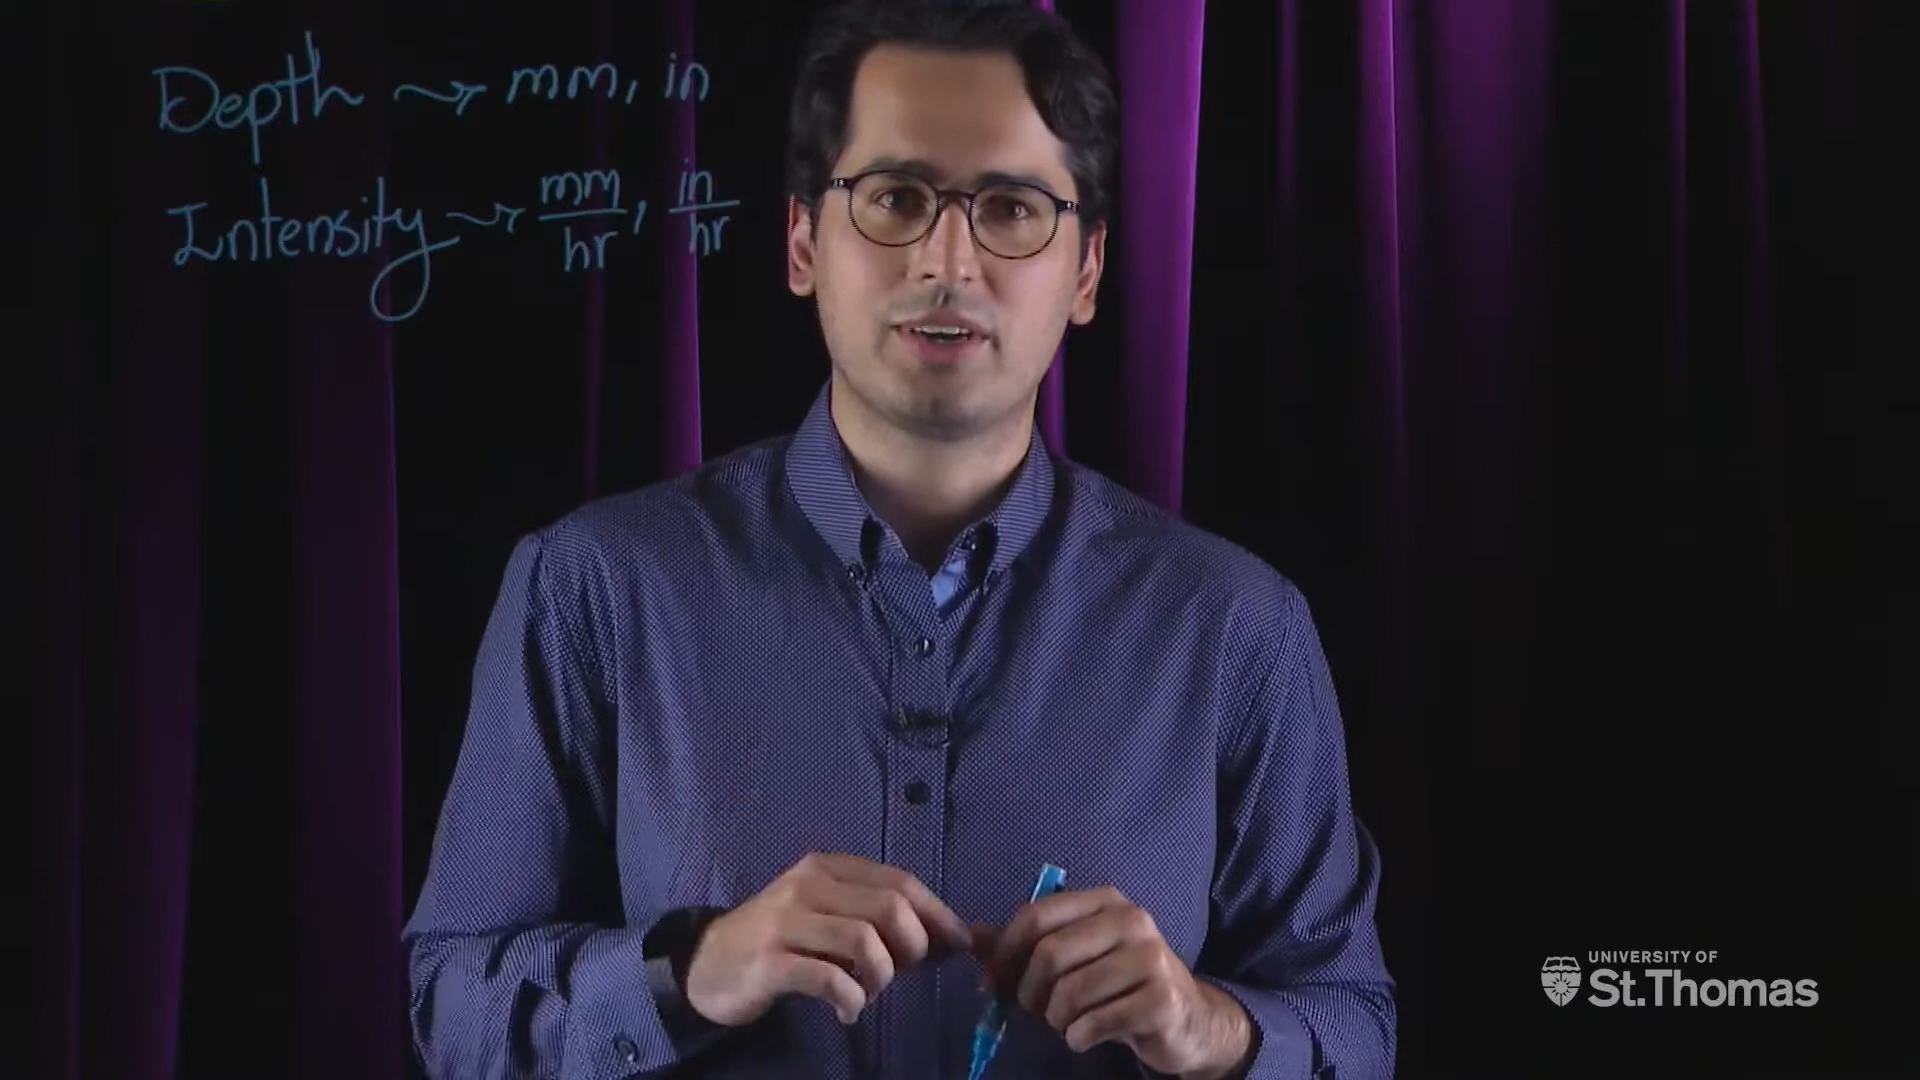 Depth → mm, in
Intensity → mm/hr, in/hr
UNIVERSITY OF
St. Thomas